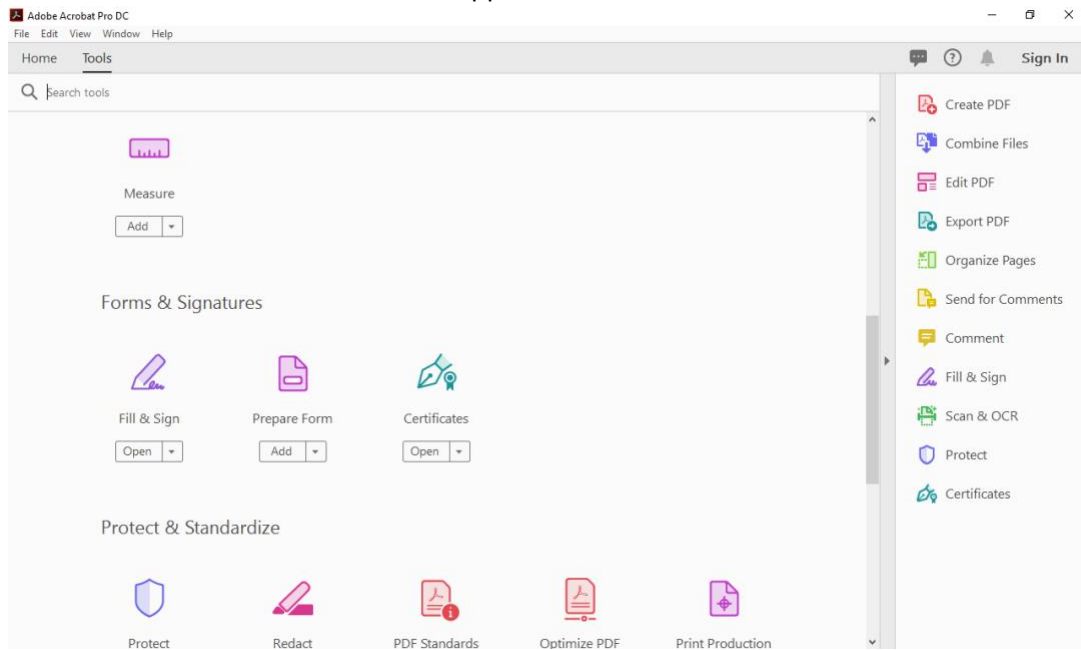 Adobe Acrobat Pro DC
File Edit View Window Help
Home Tools
Sign In
Search tools
Measure
Add
Forms & Signatures
Fill & Sign Prepare Form Certificates
Open Add Open
Protect & Standardize
Protect Redact PDF Standards Optimize PDF Print Production
Create PDF
Combine Files
Edit PDF
Export PDF
Organize Pages
Send for Comments
Comment
Fill & Sign
Scan & OCR
Protect
Certificates